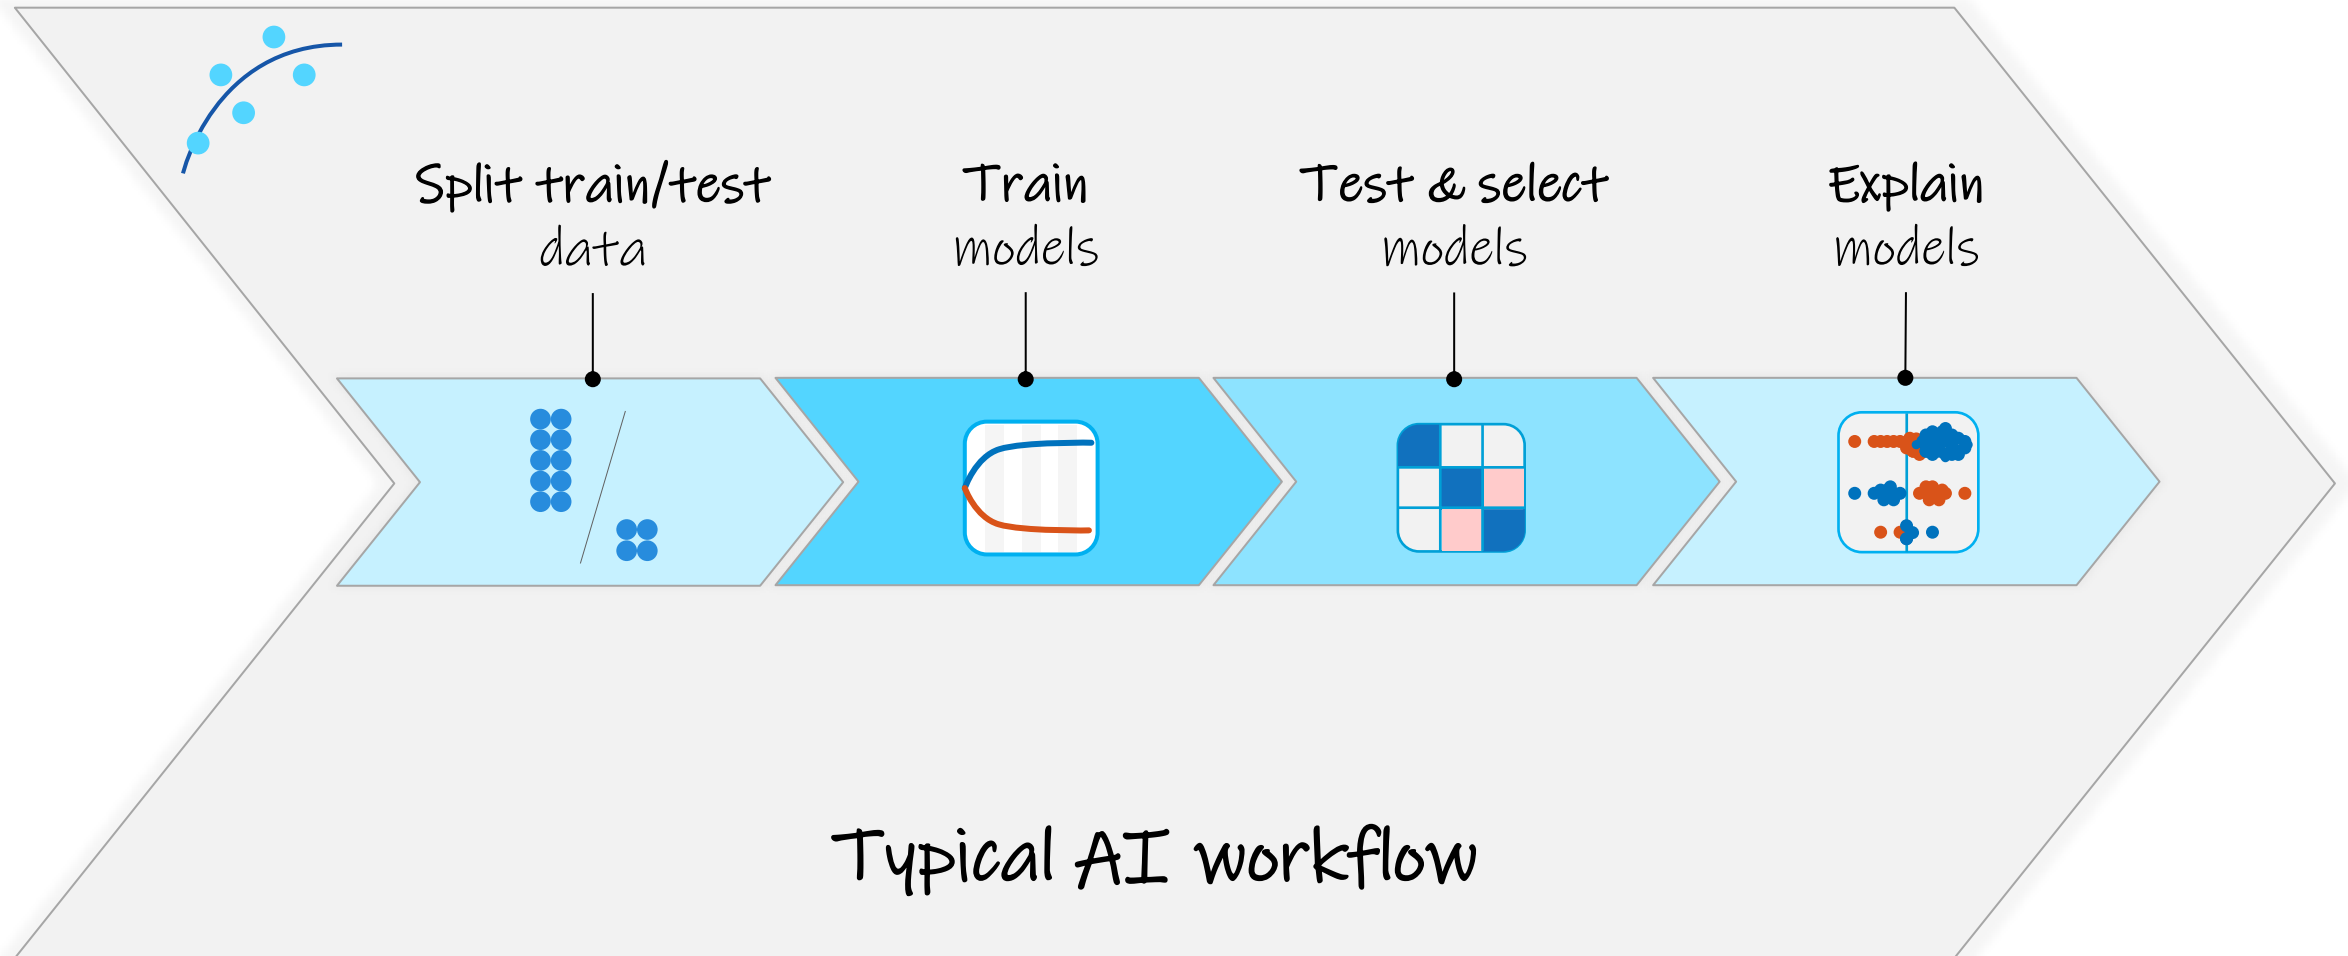 Split train/test
data
Train
models
Test & select
models
Explain
models
Typical AI workflow